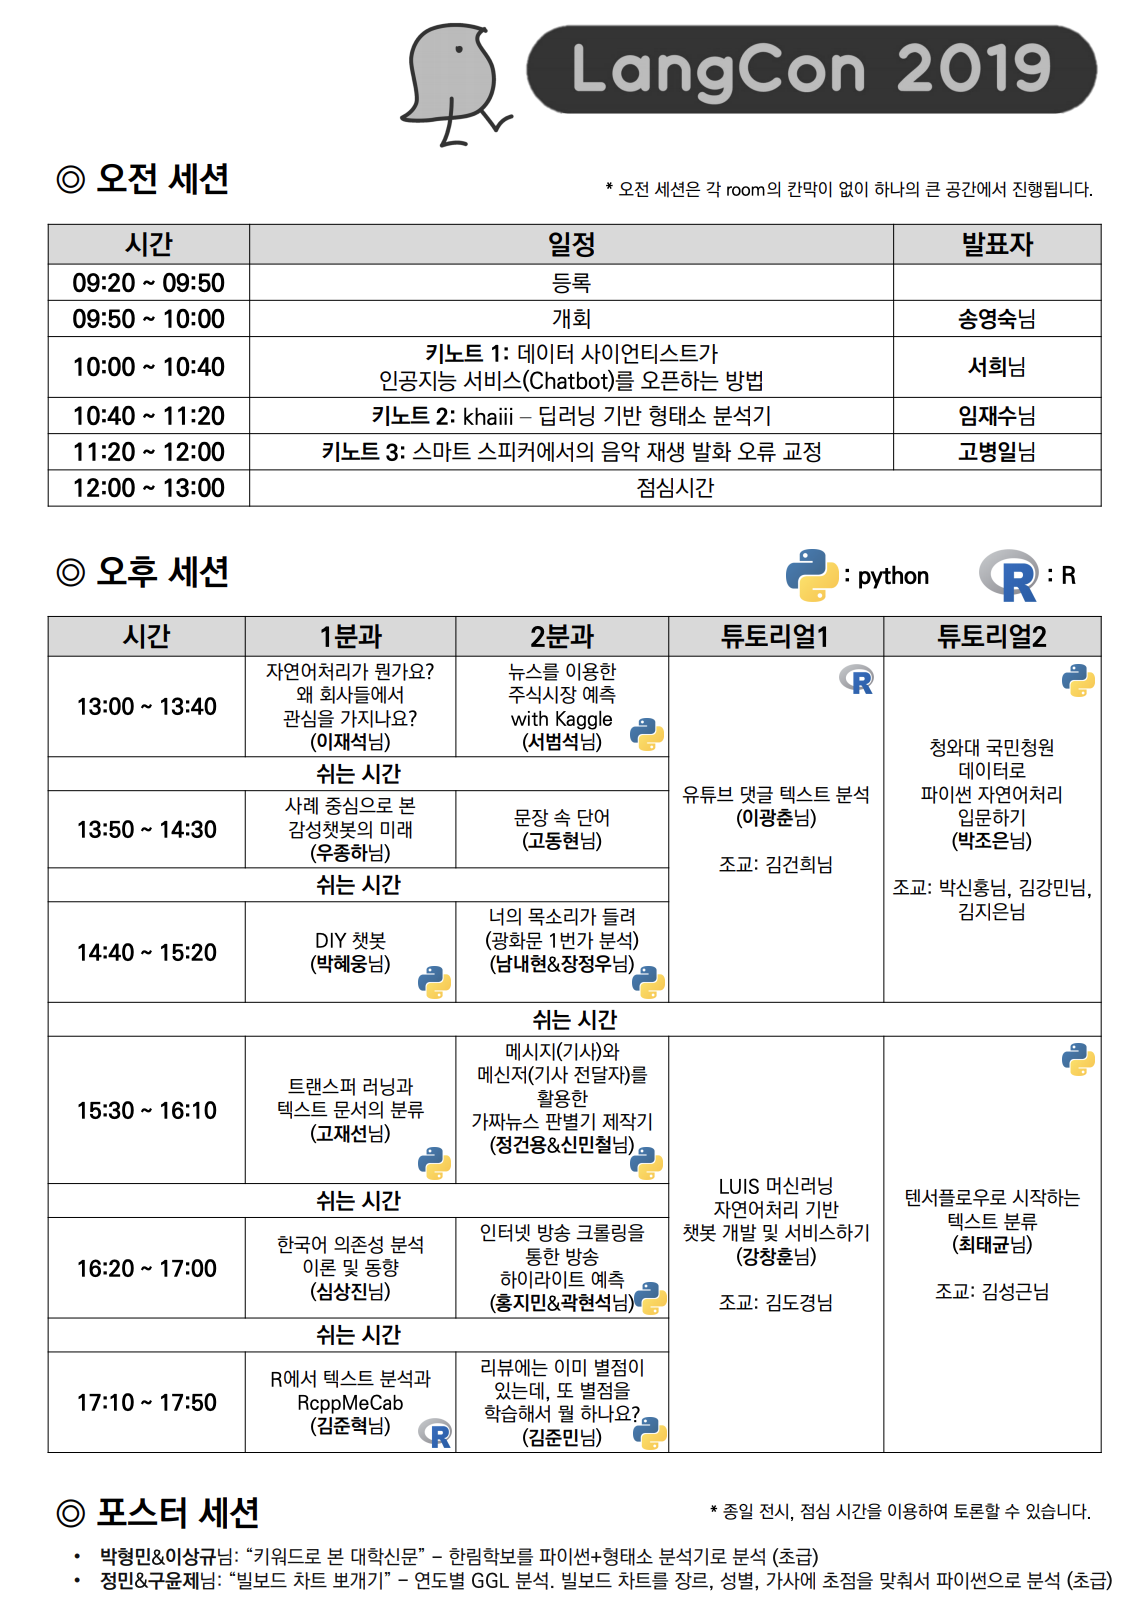 LangCon 2019
◎ 오전 세션
* 오전 세션은 각 room의 칸막이 없이 하나의 큰 공간에서 진행됩니다.
시간 일정 발표자
09:20 ~ 09:50 등록
09:50 ~ 10:00 개회 송영숙님
10:00 ~ 10:40 키노트 1: 데이터 사이언티스트가
인공지능 서비스(Chatbot)를 오픈하는 방법 서희님
10:40 ~ 11:20 키노트 2: khaiii – 딥러닝 기반 형태소 분석기 임재수님
11:20 ~ 12:00 키노트 3: 스마트 스피커에서의 음악 재생 발화 오류 교정 고병일님
12:00 ~ 13:00 점심시간
◎ 오후 세션
: python
R : R
시간 1분과 2분과 튜토리얼1 튜토리얼2
13:00 ~ 13:40
자연어처리가 뭔가요?
왜 회사들에서
관심을 가지나요?
(이재석님)
뉴스를 이용한
주식시장 예측
with Kaggle
(서범석님)
R
유튜브 댓글 텍스트 분석
(이광춘님)
조교: 김건희님
청와대 국민청원
데이터로
파이썬 자연어처리
입문하기
(박조은님)
조교: 박신홍님, 김강민님,
김지은님
쉬는 시간
13:50 ~ 14:30
사례 중심으로 본
감성챗봇의 미래
(우종하님)
문장 속 단어
(고동현님)
쉬는 시간
14:40 ~ 15:20
DIY 챗봇
(박혜웅님)
너의 목소리가 들려
(광화문 1번가 분석)
(남내현&장정우님)
쉬는 시간
15:30 ~ 16:10
트랜스퍼 러닝과
텍스트 문서의 분류
(고재선님)
메시지(기사)와
메신저(기사 전달자)를
활용한
가짜뉴스 판별기 제작기
(정건용&신민철님)
LUIS 머신러닝
자연어처리 기반
챗봇 개발 및 서비스하기
(강창훈님)
조교: 김도경님
텐서플로우로 시작하는
텍스트 분류
(최태균님)
조교: 김성근님
쉬는 시간
16:20 ~ 17:00
한국어 의존성 분석
이론 및 동향
(심상진님)
인터넷 방송 크롤링을
통한 방송
하이라이트 예측
(홍지민&곽현석님)
쉬는 시간
17:10 ~ 17:50
R에서 텍스트 분석과
RcppMeCab
(김준혁님)
R
리뷰에는 이미 별점이
있는데, 또 별점을
학습해서 뭘 하나요?
(김준민님)
◎ 포스터 세션
* 종일 전시, 점심 시간을 이용하여 토론할 수 있습니다.
• 박형민&이상규님: “키워드로 본 대학신문” – 한림학보를 파이썬+형태소 분석기로 분석 (초급)
• 정민&구윤제님: “빌보드 차트 뽀개기” – 연도별 GGL 분석. 빌보드 차트를 장르, 성별, 가사에 초점을 맞춰서 파이썬으로 분석 (초급)